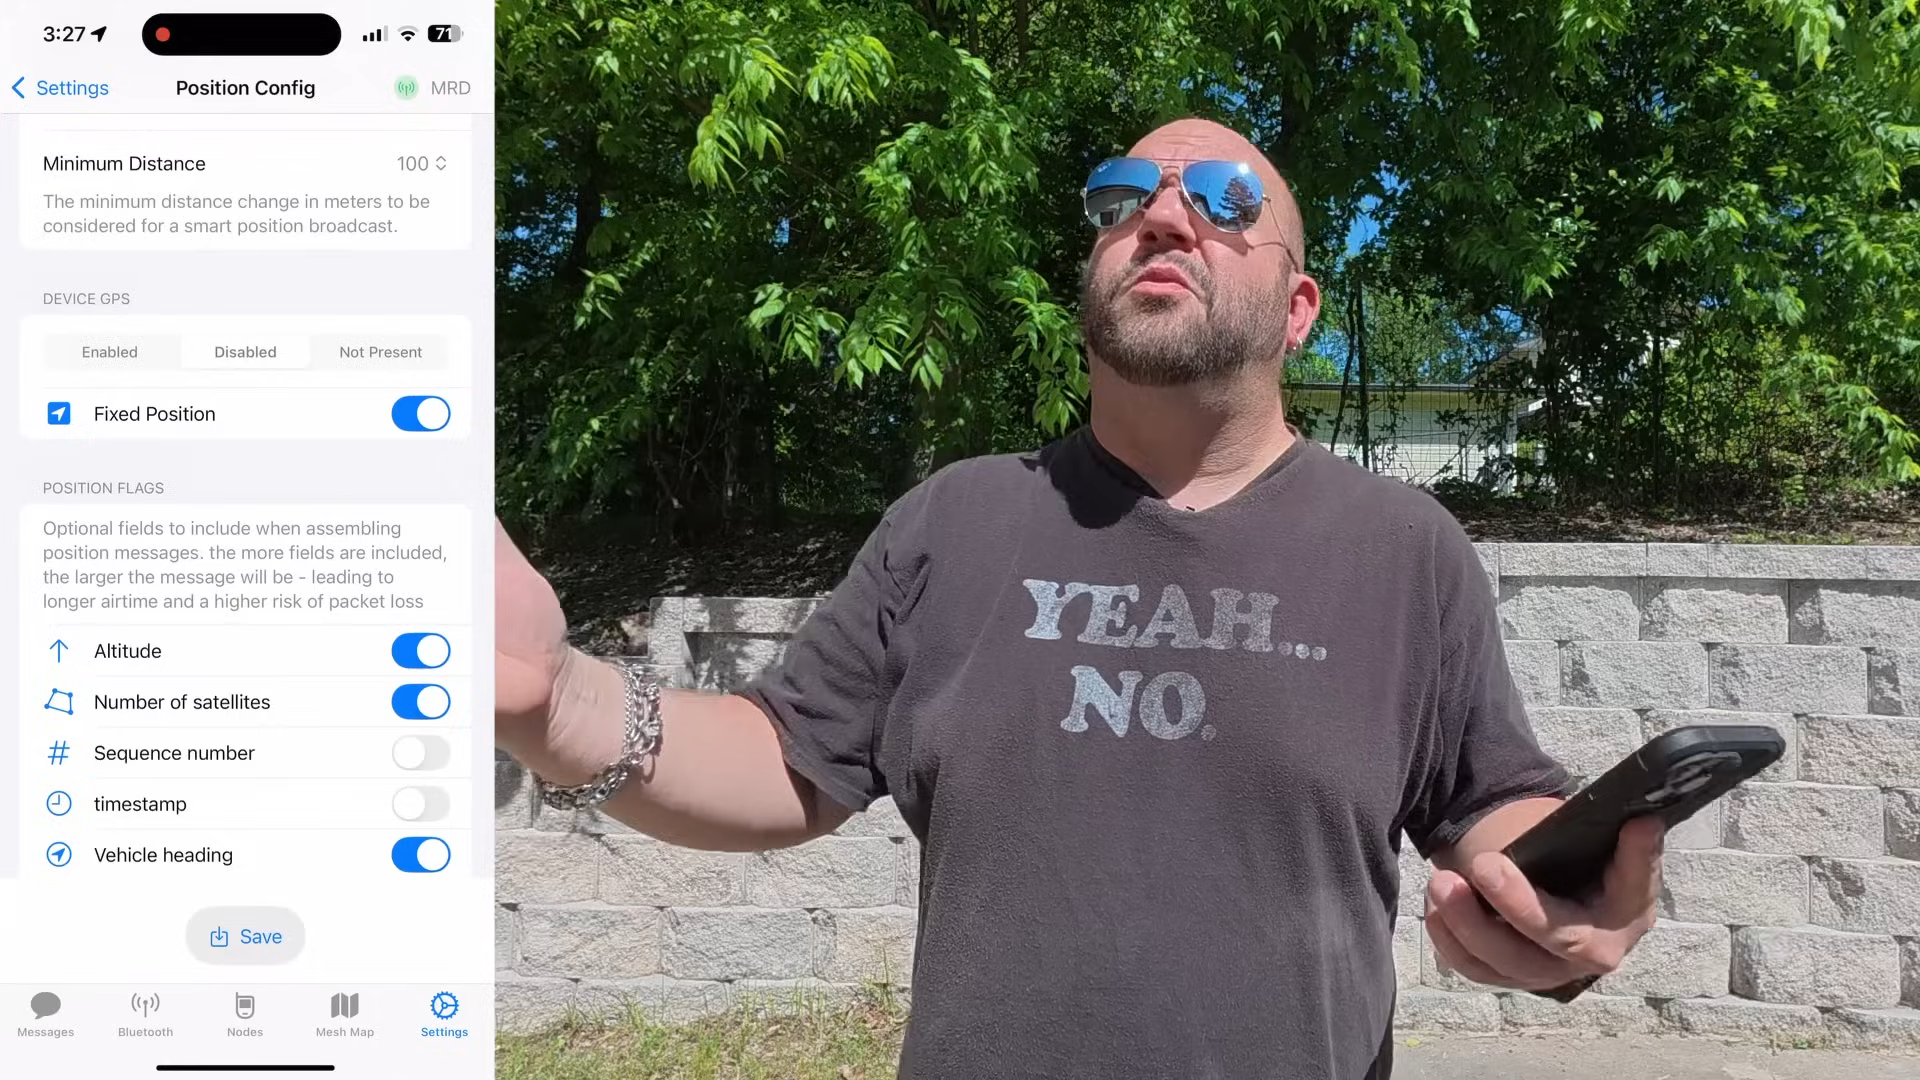 3:27
71
Settings
Position Config
MRD
Minimum Distance
100
The minimum distance change in meters to be
considered for a smart position broadcast.
DEVICE GPS
Enabled
Disabled
Not Present
Fixed Position
POSITION FLAGS
Optional fields to include when assembling
position messages. the more fields are included,
the larger the message will be - leading to
longer airtime and a higher risk of packet loss
Altitude
Number of satellites
Sequence number
timestamp
Vehicle heading
Save
Messages
Bluetooth
Nodes
Mesh Map
Settings
YEAH...
NO.